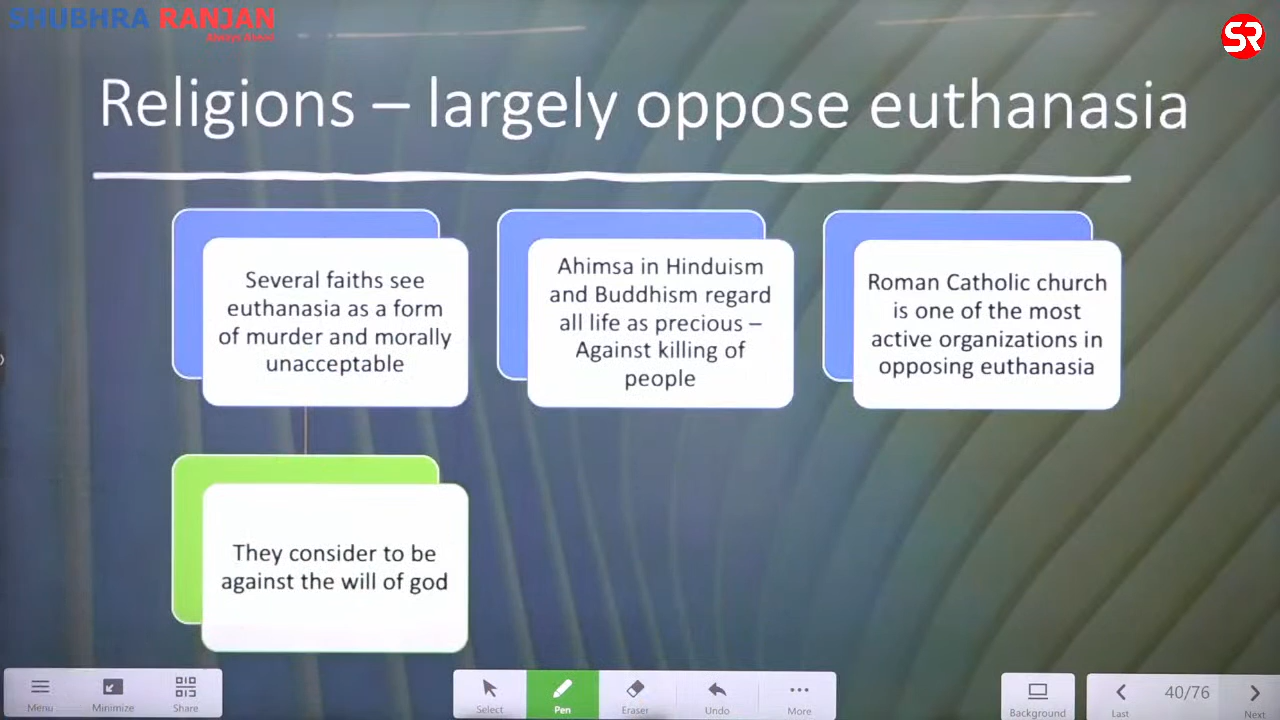 SHUBHRA RANJAN
Always Ahead
SR
Religions – largely oppose euthanasia
Several faiths see
euthanasia as a form
of murder and morally
unacceptable
Ahimsa in Hinduism
and Buddhism regard
all life as precious –
Against killing of
people
Roman Catholic church
is one of the most
active organizations in
opposing euthanasia
They consider to be
against the will of god
Menu
Minimize
Share
Select
Pen
Eraser
Undo
More
Background
Last
40/76
Next